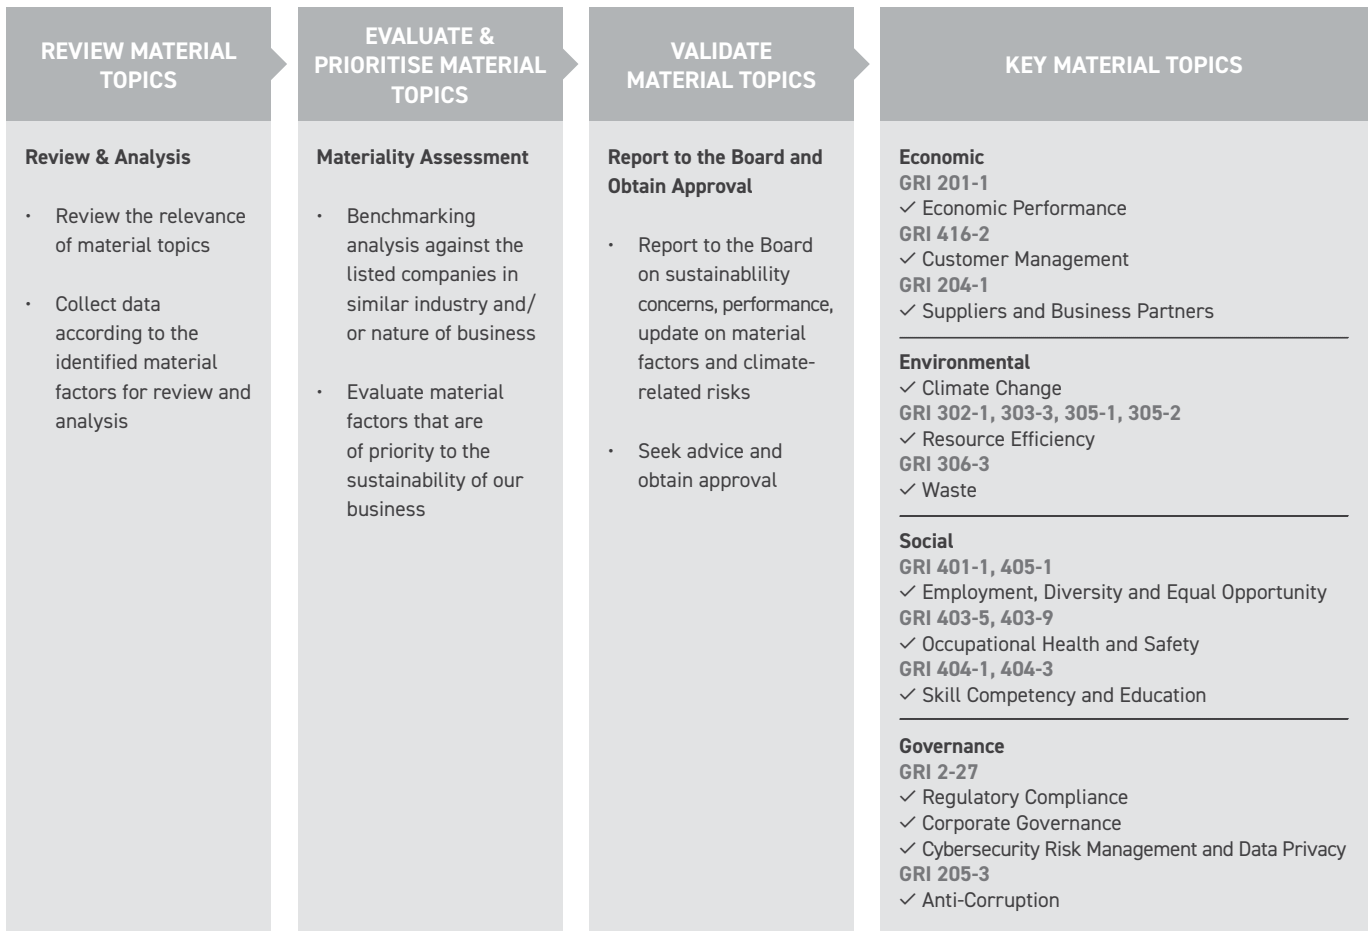 REVIEW MATERIAL
TOPICS
Review & Analysis
• Review the relevance
of material topics
• Collect data
according to the
identified material
factors for review and
analysis
EVALUATE &
PRIORITISE MATERIAL
TOPICS
Materiality Assessment
• Benchmarking
analysis against the
listed companies in
similar industry and/
or nature of business
• Evaluate material
factors that are
of priority to the
sustainability of our
business
VALIDATE
MATERIAL TOPICS
Report to the Board and
Obtain Approval
• Report to the Board
on sustainablility
concerns, performance,
update on material
factors and climate-
related risks
• Seek advice and
obtain approval
KEY MATERIAL TOPICS
Economic
GRI 201-1
✓ Economic Performance
GRI 416-2
✓ Customer Management
GRI 204-1
✓ Suppliers and Business Partners
Environmental
✓ Climate Change
GRI 302-1, 303-3, 305-1, 305-2
✓ Resource Efficiency
GRI 306-3
✓ Waste
Social
GRI 401-1, 405-1
✓ Employment, Diversity and Equal Opportunity
GRI 403-5, 403-9
✓ Occupational Health and Safety
GRI 404-1, 404-3
✓ Skill Competency and Education
Governance
GRI 2-27
✓ Regulatory Compliance
✓ Corporate Governance
✓ Cybersecurity Risk Management and Data Privacy
GRI 205-3
✓ Anti-Corruption